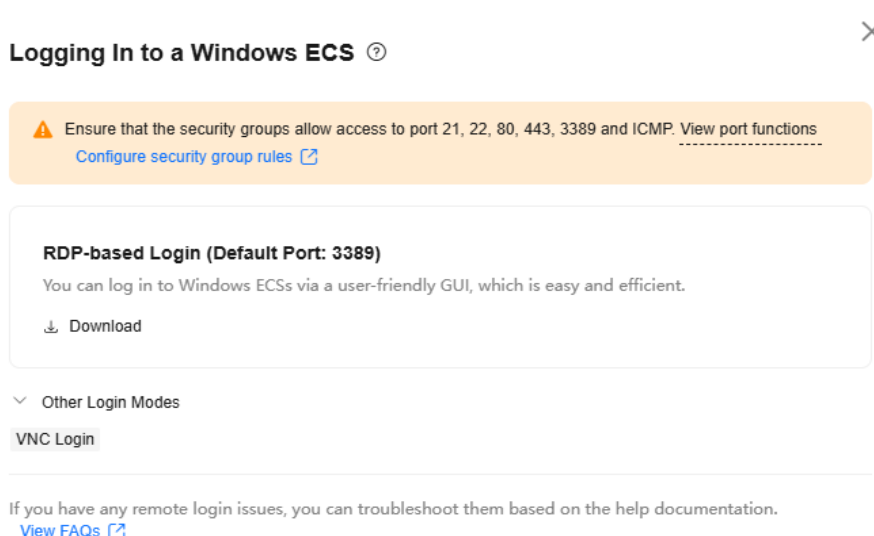 Logging In to a Windows ECS
Ensure that the security groups allow access to port 21, 22, 80, 443, 3389 and ICMP. View port functions
Configure security group rules
RDP-based Login (Default Port: 3389)
You can log in to Windows ECSs via a user-friendly GUI, which is easy and efficient.
Download
Other Login Modes
VNC Login
If you have any remote login issues, you can troubleshoot them based on the help documentation.
View FAQs